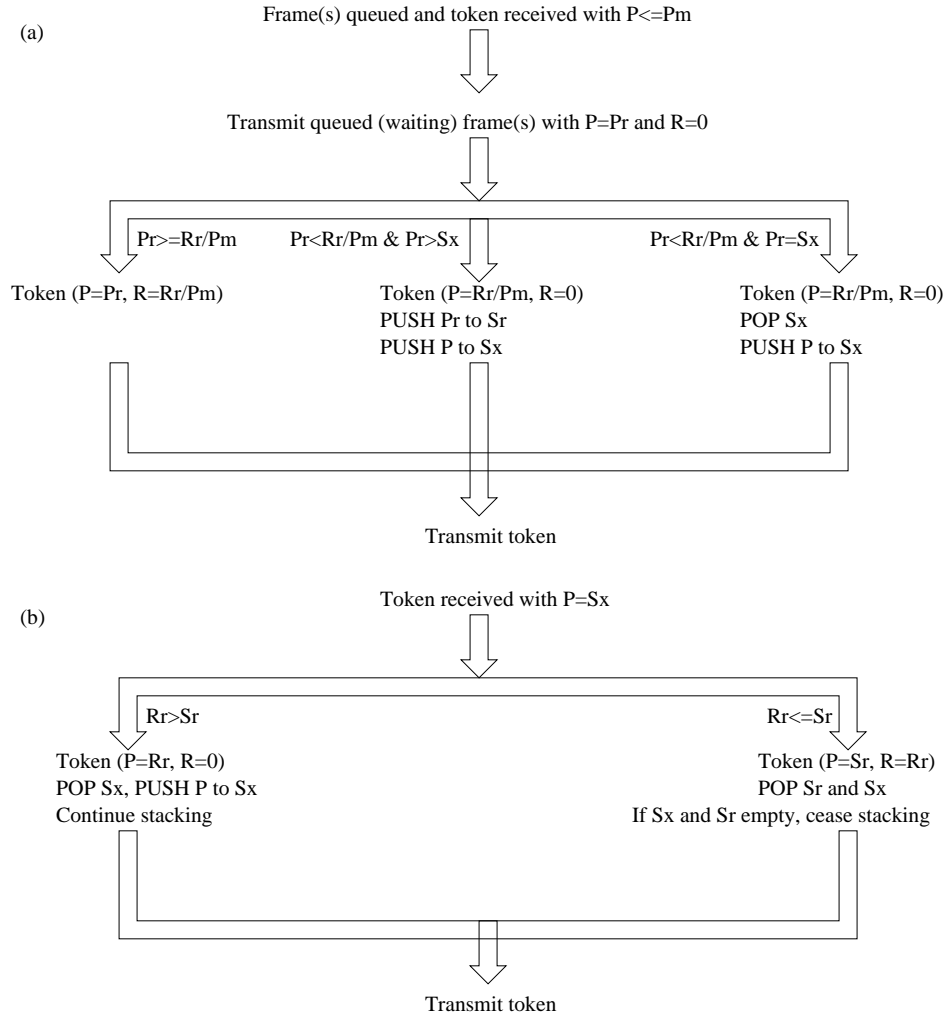 (a)
Frame(s) queued and token received with P<=Pm
Transmit queued (waiting) frame(s) with P=Pr and R=0
Pr>=Rr/Pm
Pr<Rr/Pm & Pr>Sx
Pr<Rr/Pm & Pr=Sx
Token (P=Pr, R=Rr/Pm)
Token (P=Rr/Pm, R=0)
PUSH Pr to Sr
PUSH P to Sx
Token (P=Rr/Pm, R=0)
POP Sx
PUSH P to Sx
Transmit token
(b)
Token received with P=Sx
Rr>Sr
Rr<=Sr
Token (P=Rr, R=0)
POP Sx, PUSH P to Sx
Continue stacking
Token (P=Sr, R=Rr)
POP Sr and Sx
If Sx and Sr empty, cease stacking
Transmit token